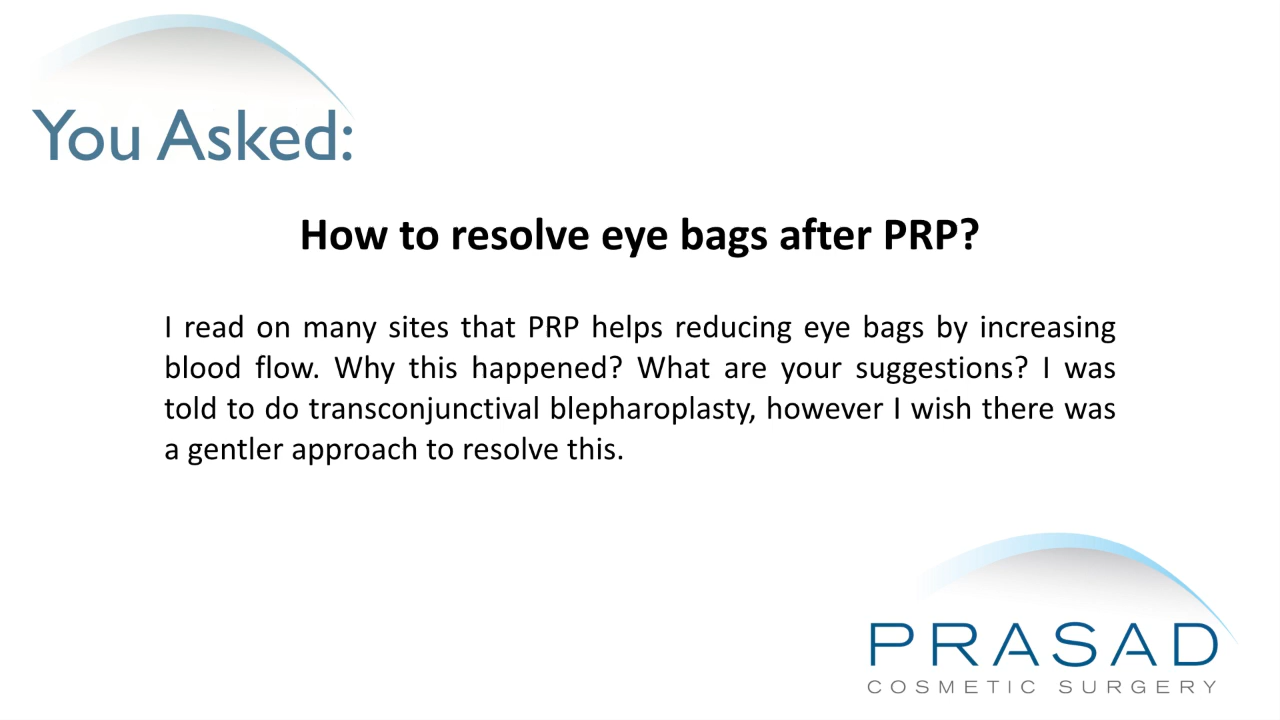 You Asked:
How to resolve eye bags after PRP?
I read on many sites that PRP helps reducing eye bags by increasing
blood flow. Why this happened? What are your suggestions? I was
told to do transconjunctival blepharoplasty, however I wish there was
a gentler approach to resolve this.
PRASAD
COSMETIC SURGERY